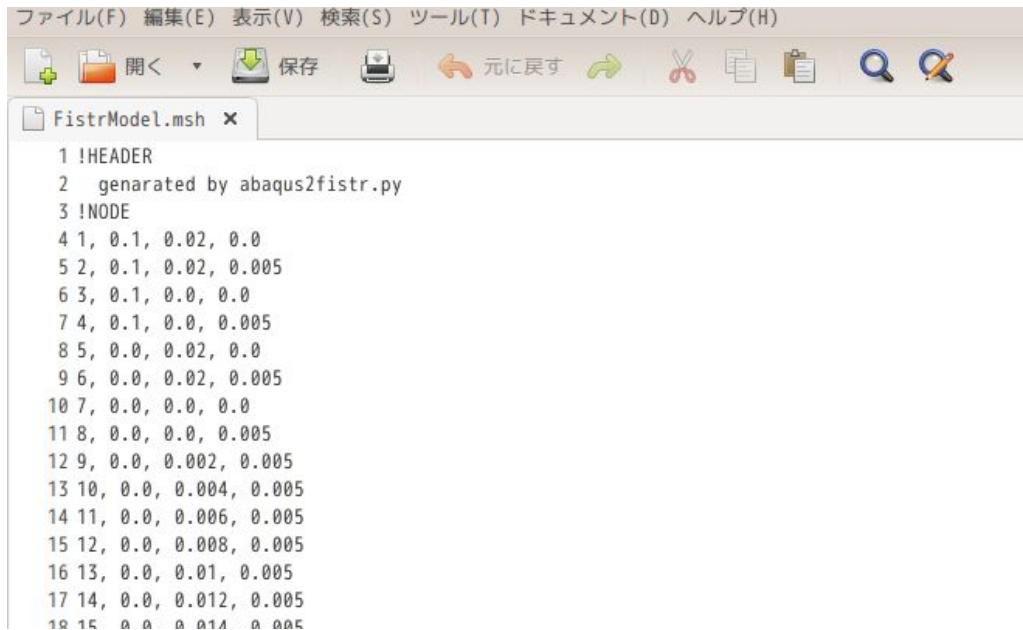 ファイル(F) 編集(E) 表示(V) 検索(S) ツール(T) ドキュメント(D) ヘルプ(H)
開く 保存 元に戻す
FistrModel.msh
1 !HEADER
2 genarated by abaqus2fistr.py
3 !NODE
4 1, 0.1, 0.02, 0.0
5 2, 0.1, 0.02, 0.005
6 3, 0.1, 0.0, 0.0
7 4, 0.1, 0.0, 0.005
8 5, 0.0, 0.02, 0.0
9 6, 0.0, 0.02, 0.005
10 7, 0.0, 0.0, 0.0
11 8, 0.0, 0.0, 0.005
12 9, 0.0, 0.002, 0.005
13 10, 0.0, 0.004, 0.005
14 11, 0.0, 0.006, 0.005
15 12, 0.0, 0.008, 0.005
16 13, 0.0, 0.01, 0.005
17 14, 0.0, 0.012, 0.005
18 15, 0.0, 0.014, 0.005